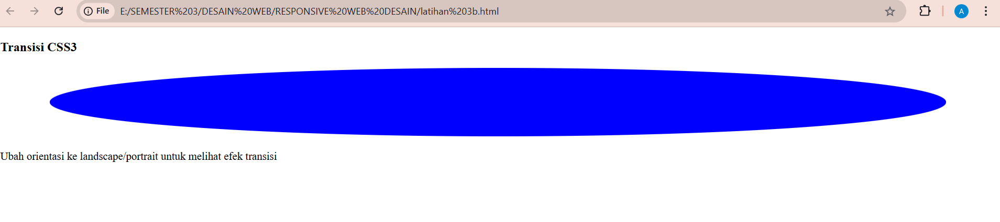 File E:/SEMESTER%203/DESAIN%20WEB/RESPONSIVE%20WEB%20DESAIN/latihan%203b.html A
Transisi CSS3
Ubah orientasi ke landscape/portrait untuk melihat efek transisi